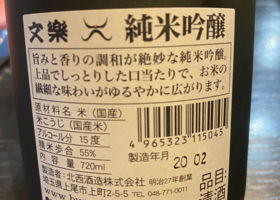 文樂 純米吟醸
旨みと香りの調和が絶妙な純米吟醸。
上品でしっとりした口当たりで、お米の
繊細な味わいがゆるやかに広がります。
原材料名 米（国産）
米こうじ（国産米）
アルコール分 15度
精米歩合 55%
内容量 720ml
4 965323 115045
製造年月 20 02
北西酒造株式会社 明治27年創業
埼玉県上尾市上町2-5-5 TEL 048-771-0011
品目
清酒